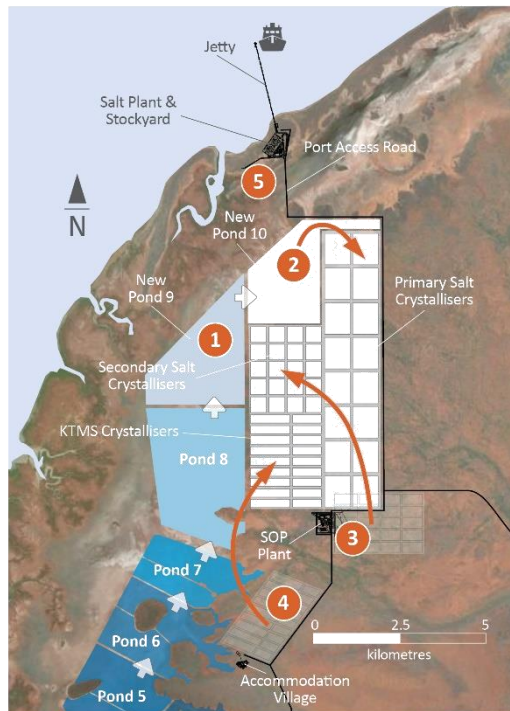 Jetty
Salt Plant &
Stockyard
Port Access Road
5
N
New
Pond 10
2
New
Pond 9
Primary Salt
Crystallisers
1
Secondary Salt
Crystallisers
KTMS Crystallisers
Pond 8
SOP
Plant
3
Pond 7
4
Pond 6
0 2.5 5
kilometres
Pond 5
Accommodation
Village